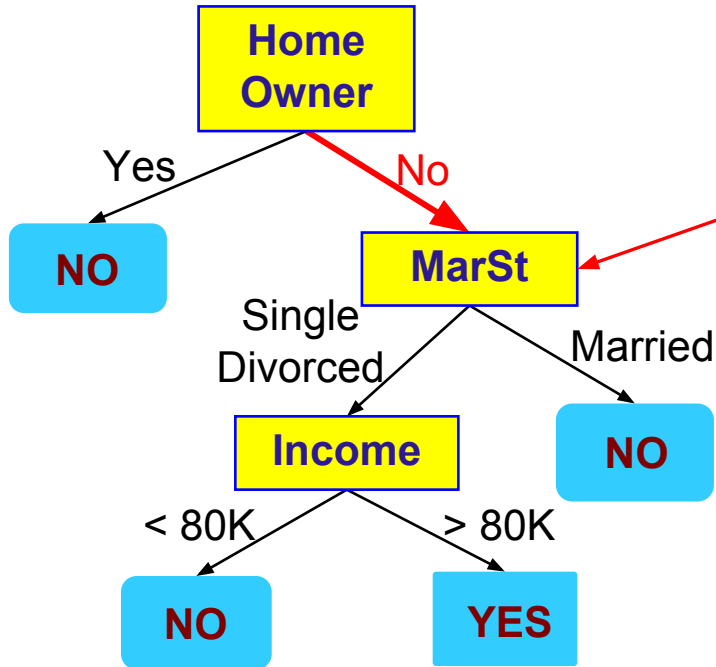 Home
Owner
Yes
No
NO
MarSt
Single
Divorced
Married
Income
NO
< 80K
> 80K
NO
YES